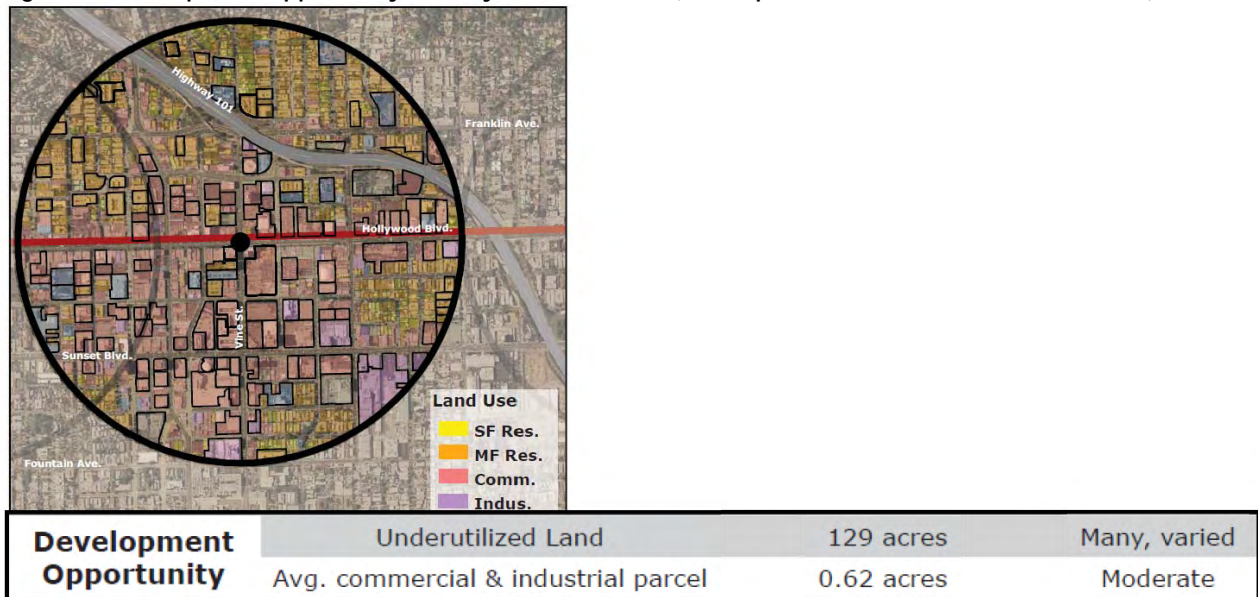 Highway 101
Franklin Ave.
Hollywood Blvd.
Vine St.
Sunset Blvd.
Fountain Ave.
Land Use
SF Res.
MF Res.
Comm.
Indus.
Development Opportunity
Underutilized Land 129 acres Many, varied
Avg. commercial & industrial parcel 0.62 acres Moderate